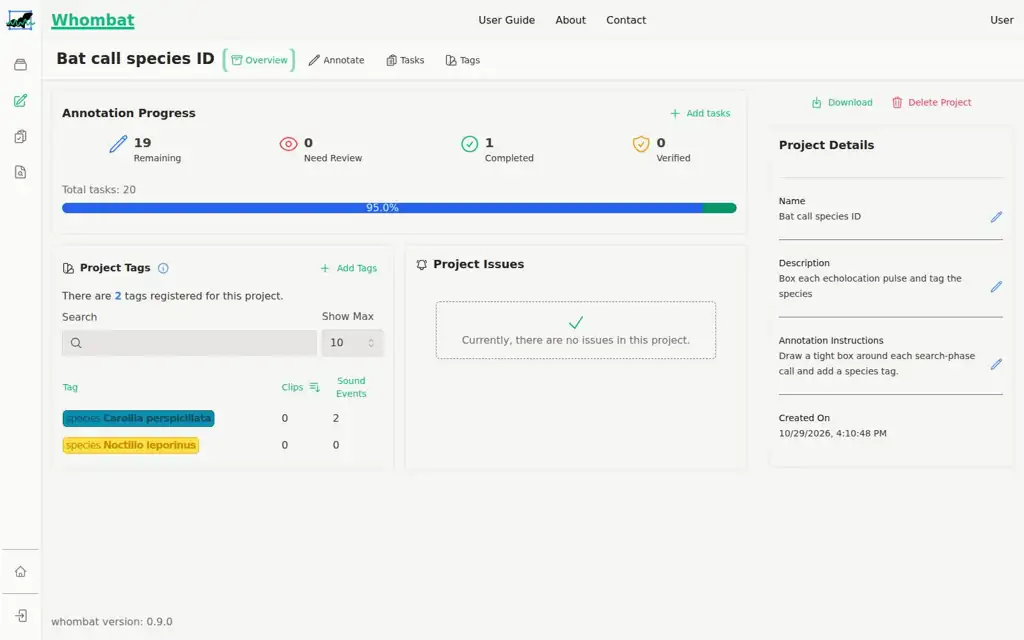 Whombat
User Guide
About
Contact
User
Bat call species ID
Overview
Annotate
Tasks
Tags
Annotation Progress
Add tasks
19
Remaining
0
Need Review
1
Completed
0
Verified
Total tasks: 20
95.0%
Project Tags
Add Tags
There are 2 tags registered for this project.
Search
Show Max
10
Tag
Clips
Sound
Events
species Carollia perspicillata
0
2
species Noctilio leporinus
0
0
Project Issues
Currently, there are no issues in this project.
Download
Delete Project
Project Details
Name
Bat call species ID
Description
Box each echolocation pulse and tag the
species
Annotation Instructions
Draw a tight box around each search-phase
call and add a species tag.
Created On
10/29/2026, 4:10:48 PM
whombat version: 0.9.0